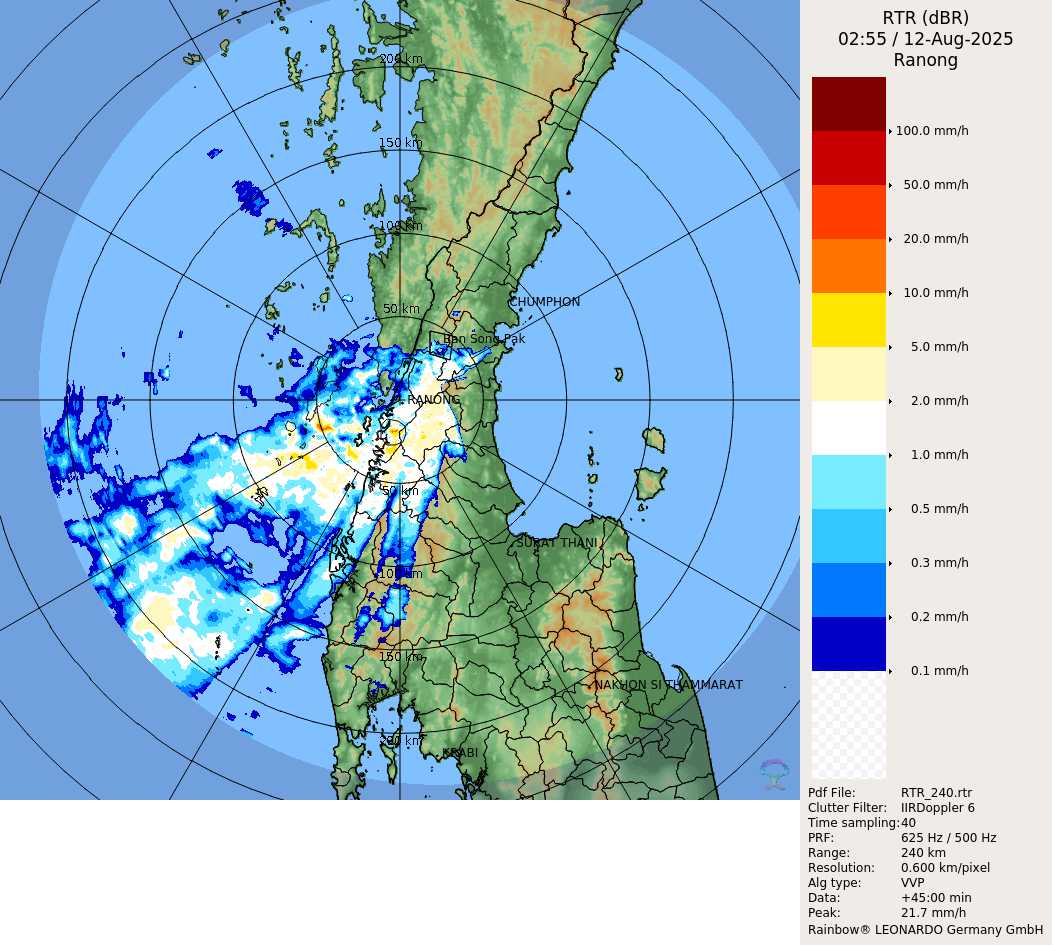 RTR (dBR)
02:55 / 12-Aug-2025
Ranong
100.0 mm/h
50.0 mm/h
20.0 mm/h
10.0 mm/h
5.0 mm/h
2.0 mm/h
1.0 mm/h
0.5 mm/h
0.3 mm/h
0.2 mm/h
0.1 mm/h
Pdf File: RTR_240.rtr
Clutter Filter: IIRDoppler 6
Time sampling: 40
PRF: 625 Hz / 500 Hz
Range: 240 km
Resolution: 0.600 km/pixel
Alg type: VVP
Data: +45:00 min
Peak: 21.7 mm/h
Rainbow® LEONARDO Germany GmbH
200 km
150 km
100 km
CHUMPHON
50 km
Ban Song Pak
RANONG
50 km
SURAT THANI
100 km
150 km
NAKHON SI THAMMARAT
200 km
KRABI